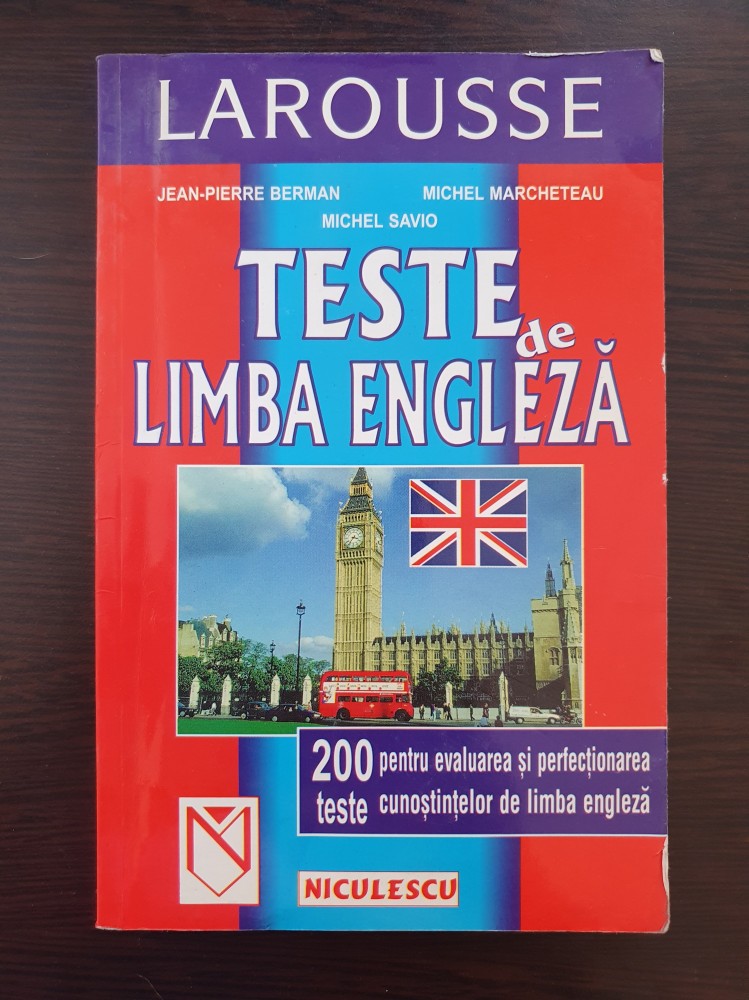 LAROUSSE
JEAN-PIERRE BERMAN MICHEL MARCHETEAU
MICHEL SAVIO
TESTE
de
LIMBA ENGLEZĂ
200 pentru evaluarea și perfecționarea
teste cunoștințelor de limba engleză
NICULESCU